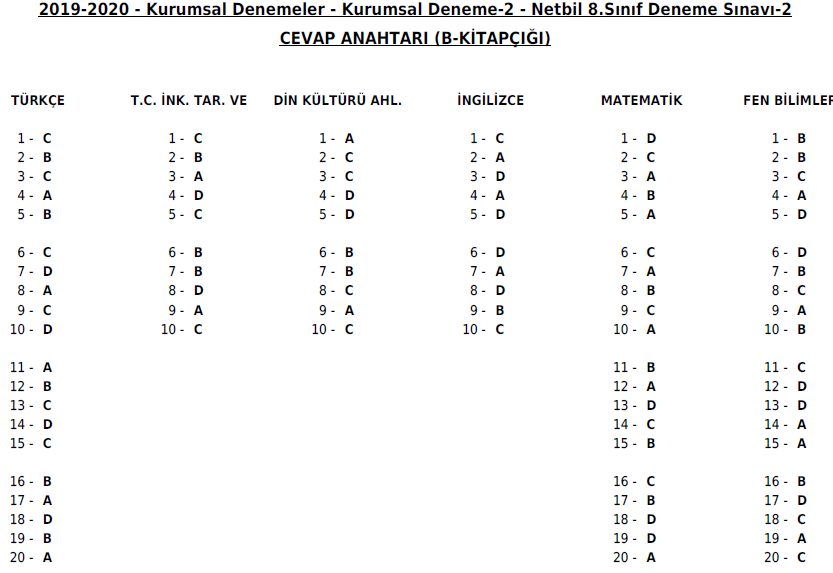 2019-2020 - Kurumsal Denemeler - Kurumsal Deneme-2 - Netbil 8.Sınıf Deneme Sınavı-2
CEVAP ANAHTARI (B-KİTAPÇIĞI)
TÜRKÇE T.C. İNK. TAR. VE DİN KÜLTÜRÜ AHL. İNGİLİZCE MATEMATİK FEN BİLİMLER
1 - C 1 - C 1 - A 1 - C 1 - D 1 - B
2 - B 2 - B 2 - C 2 - A 2 - C 2 - B
3 - C 3 - A 3 - C 3 - D 3 - A 3 - C
4 - A 4 - D 4 - D 4 - A 4 - B 4 - A
5 - B 5 - C 5 - D 5 - D 5 - A 5 - D
6 - C 6 - B 6 - B 6 - D 6 - C 6 - D
7 - D 7 - B 7 - B 7 - A 7 - A 7 - B
8 - A 8 - D 8 - C 8 - D 8 - B 8 - C
9 - C 9 - A 9 - A 9 - B 9 - C 9 - A
10 - D 10 - C 10 - C 10 - C 10 - A 10 - B
11 - A 11 - B 11 - C
12 - B 12 - A 12 - D
13 - C 13 - D 13 - D
14 - D 14 - C 14 - A
15 - C 15 - B 15 - A
16 - B 16 - C 16 - B
17 - A 17 - B 17 - D
18 - D 18 - D 18 - C
19 - B 19 - D 19 - A
20 - A 20 - A 20 - C